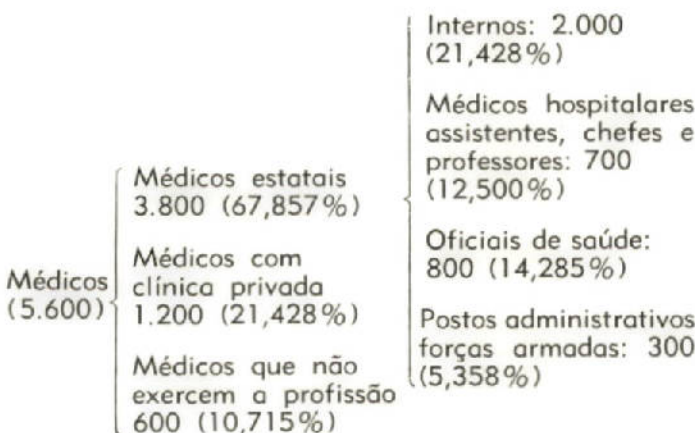 Médicos
(5.600)
Médicos estatais
3.800 (67,857%)
Médicos com
clínica privada
1.200 (21,428%)
Médicos que não
exercem a profissão
600 (10,715%)
Internos: 2.000
(21,428%)
Médicos hospitalares
assistentes, chefes e
professores: 700
(12,500%)
Oficiais de saúde:
800 (14,285%)
Postos administrativos
forças armadas: 300
(5,358%)